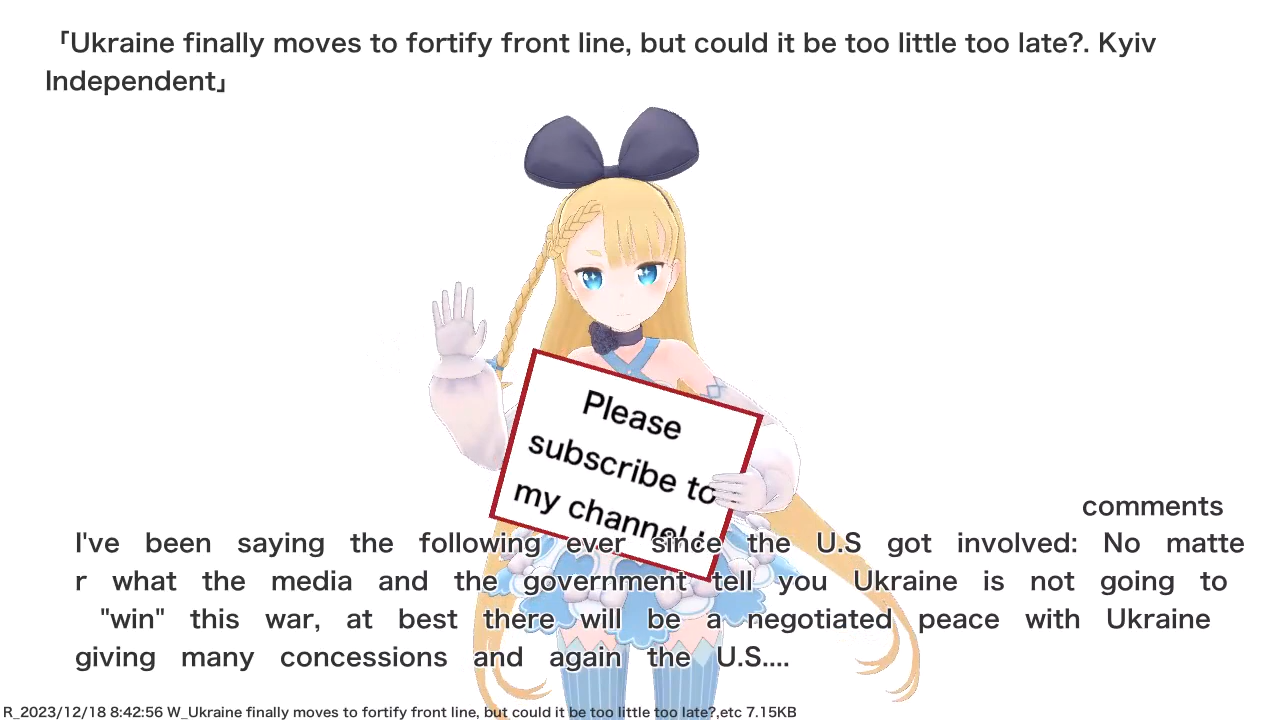 「Ukraine finally moves to fortify front line, but could it be too little too late?. Kyiv
Independent」
Please
subscribe to
my channel
comments
I've been saying the following ever since the U.S got involved: No matte
r what the media and the government tell you Ukraine is not going to
"win" this war, at best there will be a negotiated peace with Ukraine
giving many concessions and again the U.S....
R_2023/12/18 8:42:56 W_Ukraine finally moves to fortify front line, but could it be too little too late?,etc 7.15KB